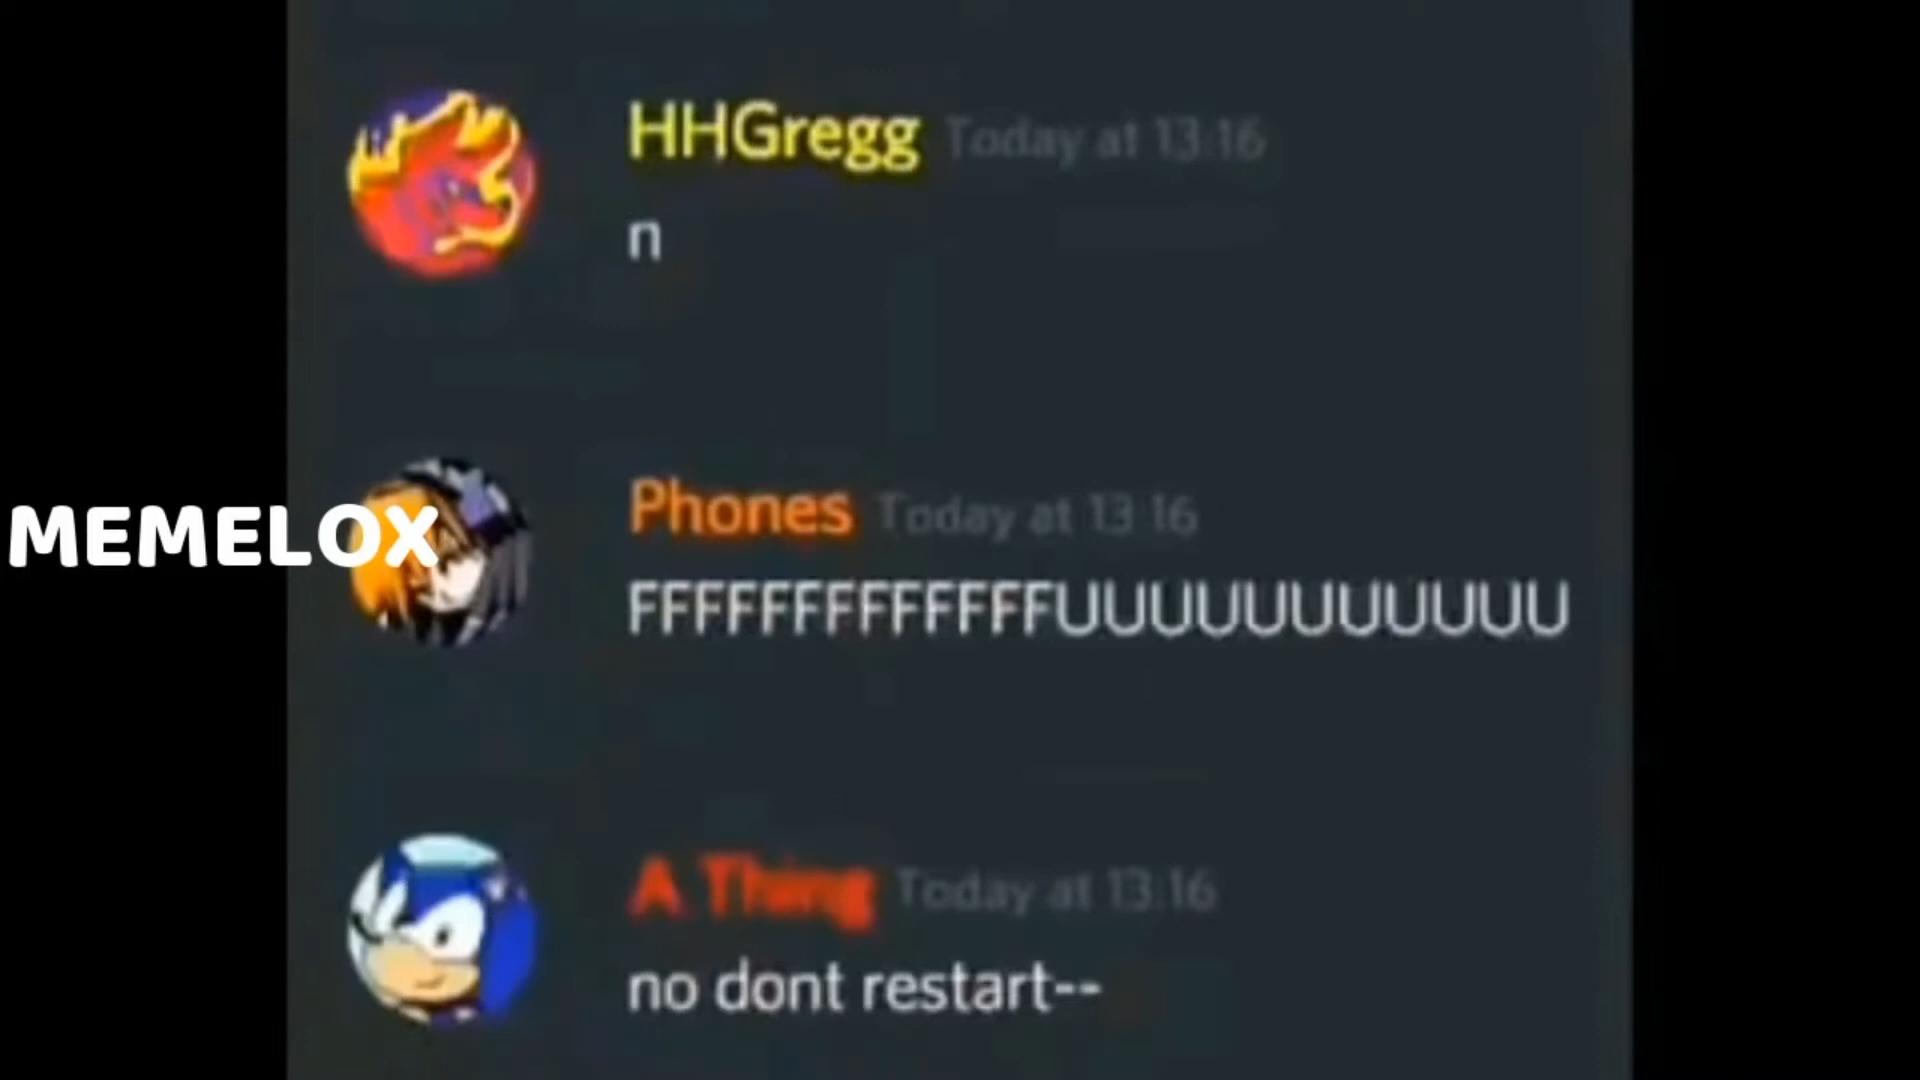 HHGregg Today at 13:16
n
Phones Today at 13:16
MEMELOX
FFFFFFFFFFFFFUUUUUUUUUUU
A Thing Today at 13:16
no dont restart--